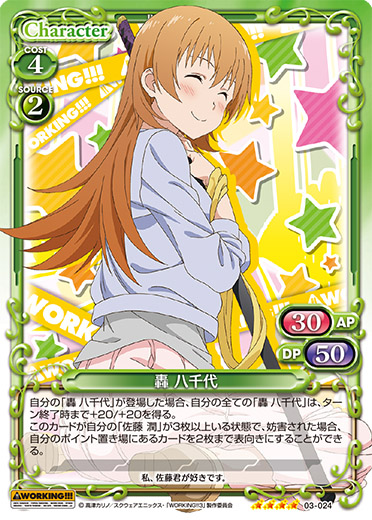 Character
COST
4
SOURCE
2
WORKING!!!
WORKING!!!
30 AP
DP 50
轟 八千代
自分の「轟 八千代」が登場した場合、自分の全ての「轟 八千代」は、ター
ン終了時まで+20/+20を得る。
このカードが自分の「佐藤 潤」が3枚以上いる状態で、妨害された場合、
自分のポイント置き場にあるカードを2枚まで表向きにすることができ
る。
私、佐藤君が好きです。
WORKING!!!
© 高津カリノ/スクウェアエニックス・「WORKING!!3」製作委員会
03-024